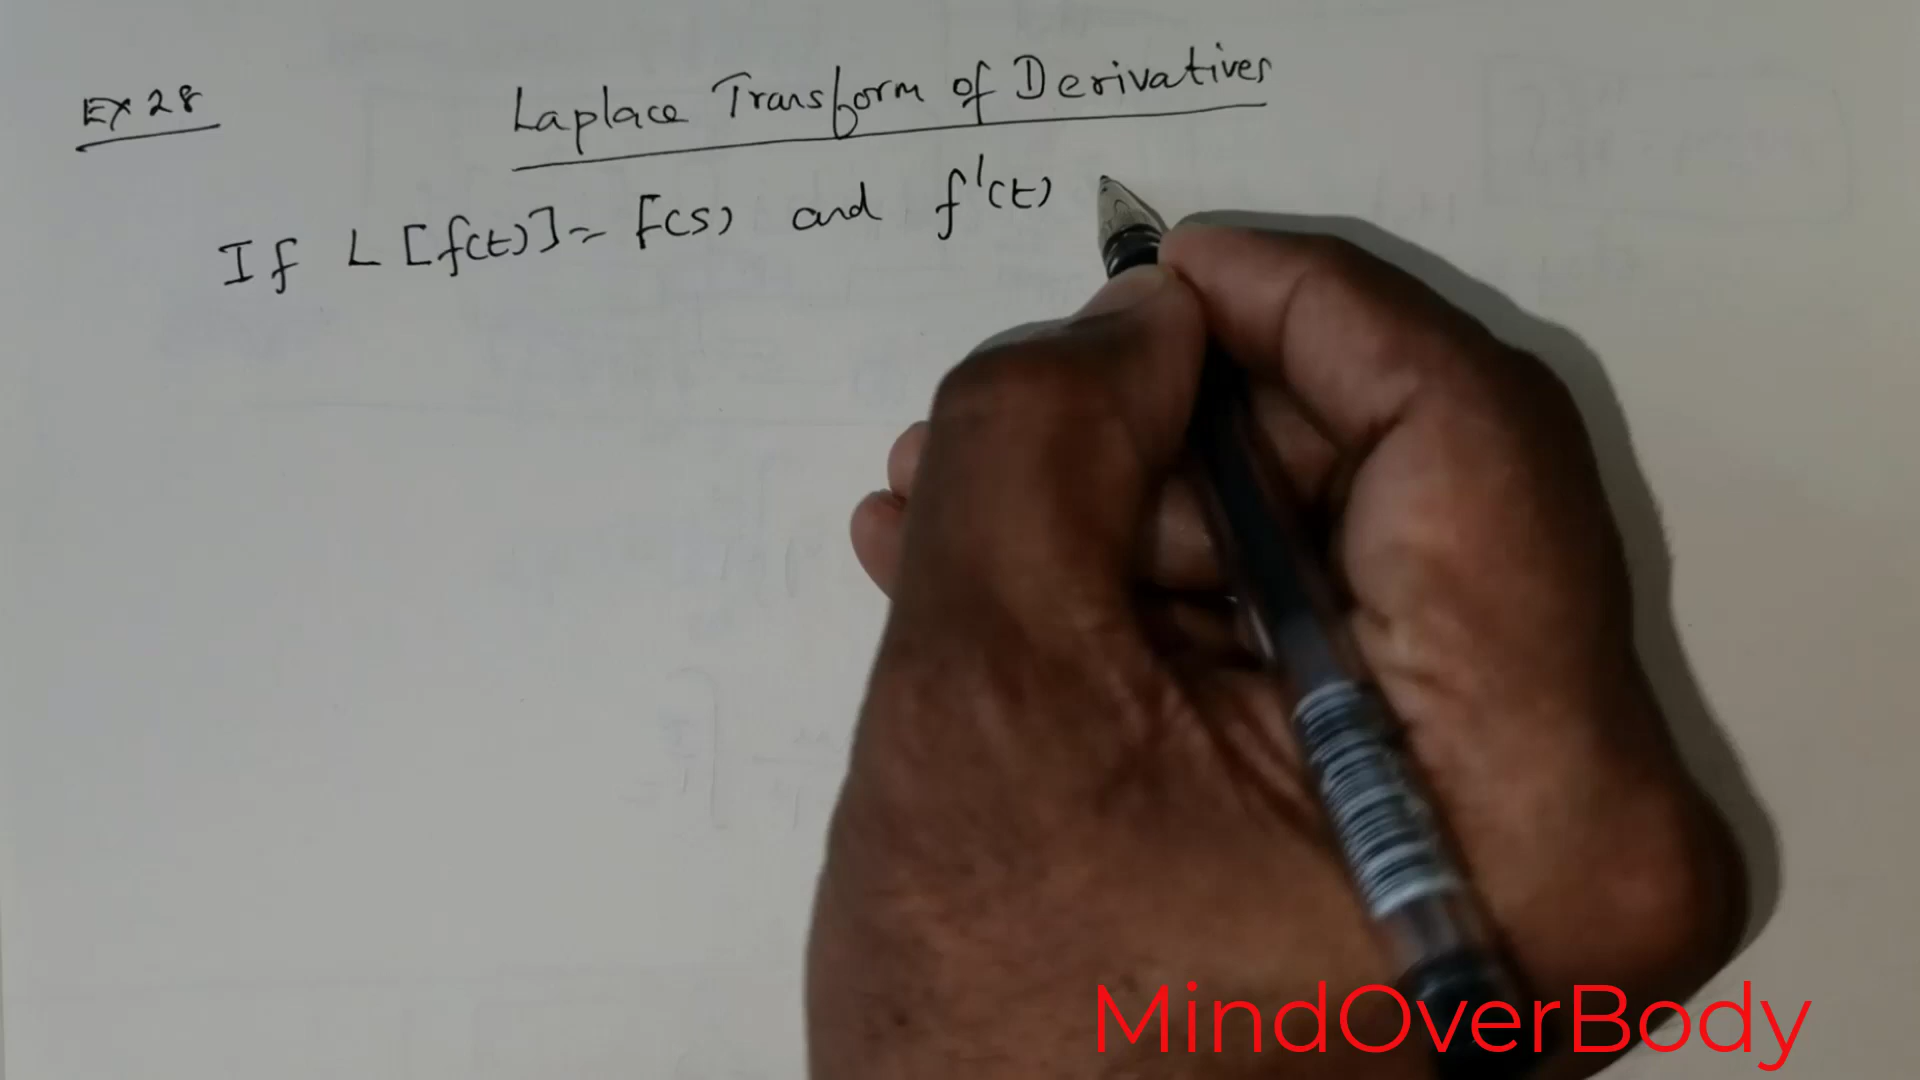 Ex 28
Laplace Transform of Derivatives
If L [f(t)] = F(s) and f'(t)
MindOverBody